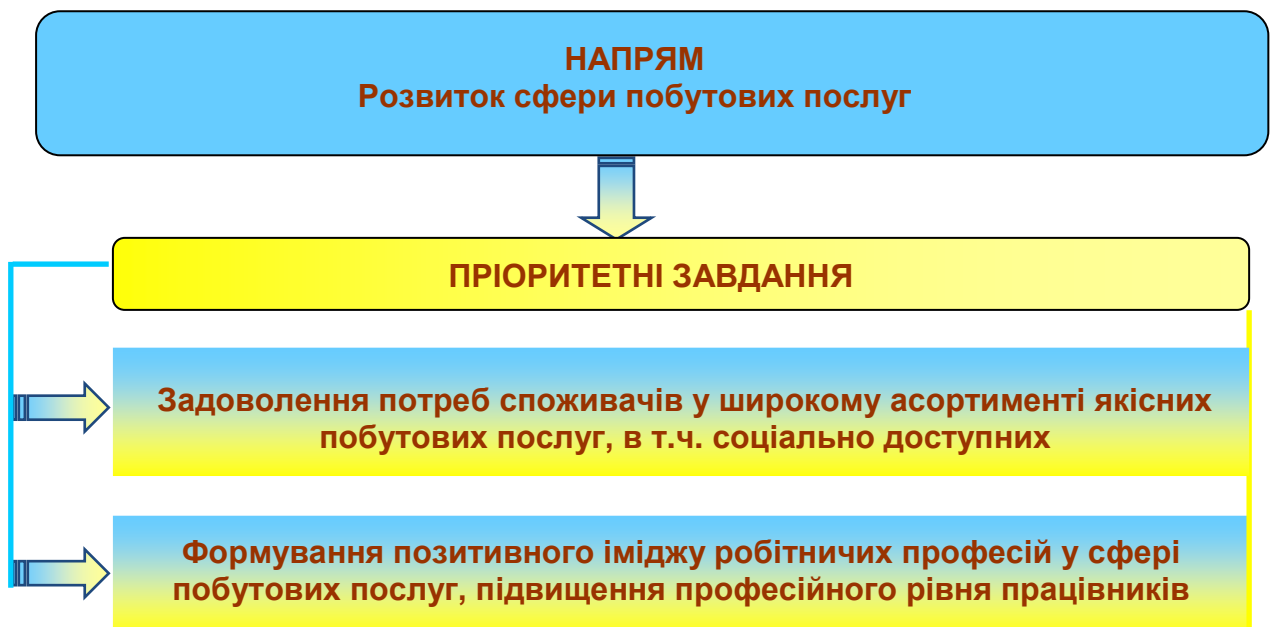 НАПРЯМ
Розвиток сфери побутових послуг
ПРІОРИТЕТНІ ЗАВДАННЯ
Задоволення потреб споживачів у широкому асортименті якісних
побутових послуг, в т.ч. соціально доступних
Формування позитивного іміджу робітничих професій у сфері
побутових послуг, підвищення професійного рівня працівників